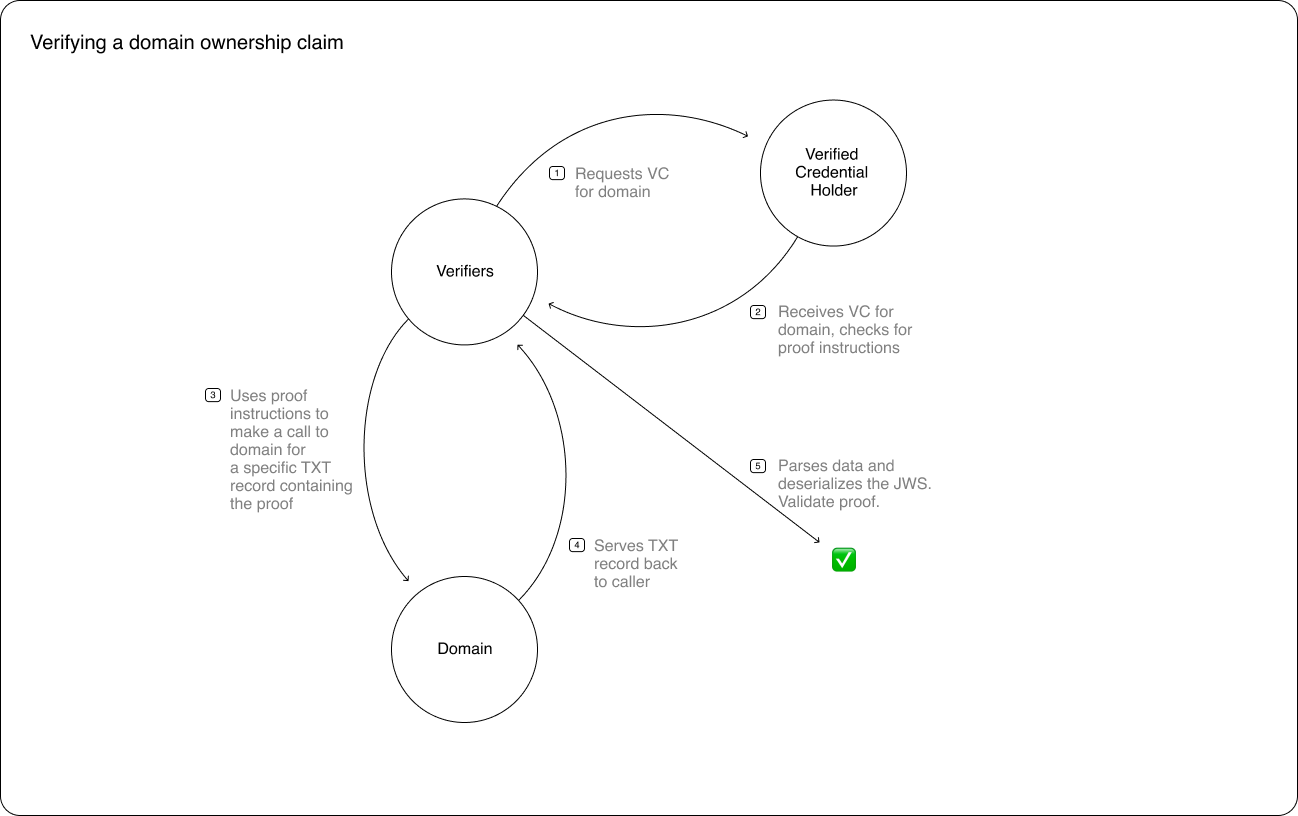 Verifying a domain ownership claim
Verified
Credential
Holder
1
Requests VC
for domain
Verifiers
2
Receives VC for
domain, checks for
proof instructions
3
Uses proof
instructions to
make a call to
domain for
a specific TXT
record containing
the proof
5
Parses data and
deserializes the JWS.
Validate proof.
4
Serves TXT
record back
to caller
Domain